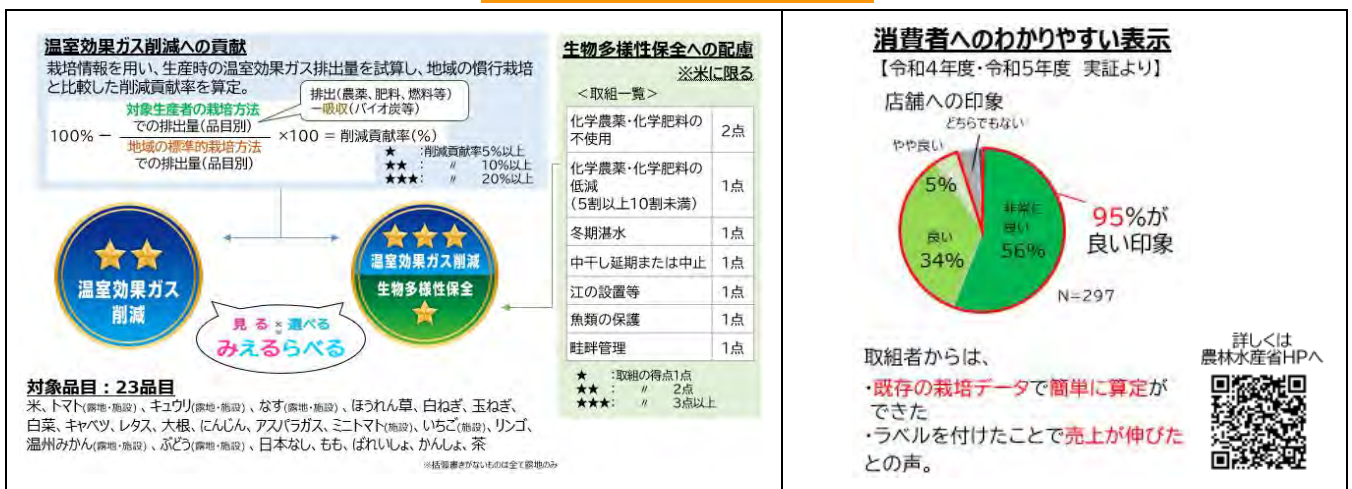 温室効果ガス削減への貢献
栽培情報を用い、生産時の温室効果ガス排出量を試算し、地域の慣行栽培
と比較した削減貢献率を算定。
排出(農薬、肥料、燃料等)
ー吸収(バイオ炭等)
対象生産者の栽培方法
での排出量(品目別)
100% −
×100 = 削減貢献率(%)
地域の標準的栽培方法
での排出量(品目別)
★ :削減貢献率5%以上
★★ : 〃 10%以上
★★★: 〃 20%以上
温室効果ガス
削減
温室効果ガス削減
生物多様性保全
見る×選べる
みえるらべる
対象品目:23品目
米、トマト(露地・施設)、キュウリ(露地・施設)、なす(露地・施設)、ほうれん草、白ねぎ、玉ねぎ、
白菜、キャベツ、レタス、大根、にんじん、アスパラガス、ミニトマト(施設)、いちご(施設)、リンゴ、
温州みかん(露地・施設)、ぶどう(露地・施設)、日本なし、もも、ばれいしょ、かんしょ、茶
※括弧書きがないものは全て露地のみ
生物多様性保全への配慮
※米に限る
<取組一覧>
化学農薬・化学肥料の
不使用 2点
化学農薬・化学肥料の
低減
(5割以上10割未満) 1点
冬期湛水 1点
中干し延期または中止 1点
江の設置等 1点
魚類の保護 1点
畦畔管理 1点
★ :取組の得点1点
★★ : 〃 2点
★★★: 〃 3点以上
消費者へのわかりやすい表示
【令和4年度・令和5年度 実証より】
店舗への印象
どちらでもない
やや良い
5%
非常に
良い
56%
良い
34%
95%が
良い印象
N=297
取組者からは、
・既存の栽培データで簡単に算定が
できた
・ラベルを付けたことで売上が伸びた
との声。
詳しくは
農林水産省HPへ